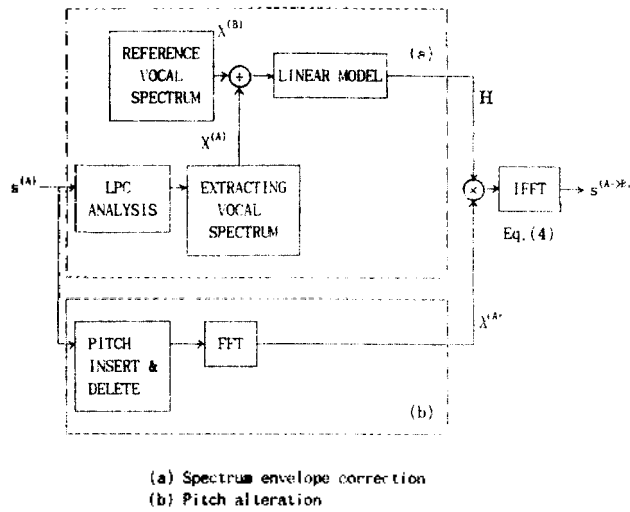 X(B)
REFERENCE
VOCAL
SPECTRUM
+
LINEAR MODEL
(a)
H
X(A)
s(A)
LPC
ANALYSIS
EXTRACTING
VOCAL
SPECTRUM
×
IFFT
Eq.(4)
PITCH
INSERT &
DELETE
FFT
(b)
(a) Spectrum envelope correction
(b) Pitch alteration